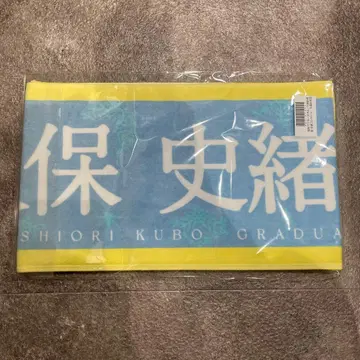 保 史緒
SHIORI KUBO GRADUA